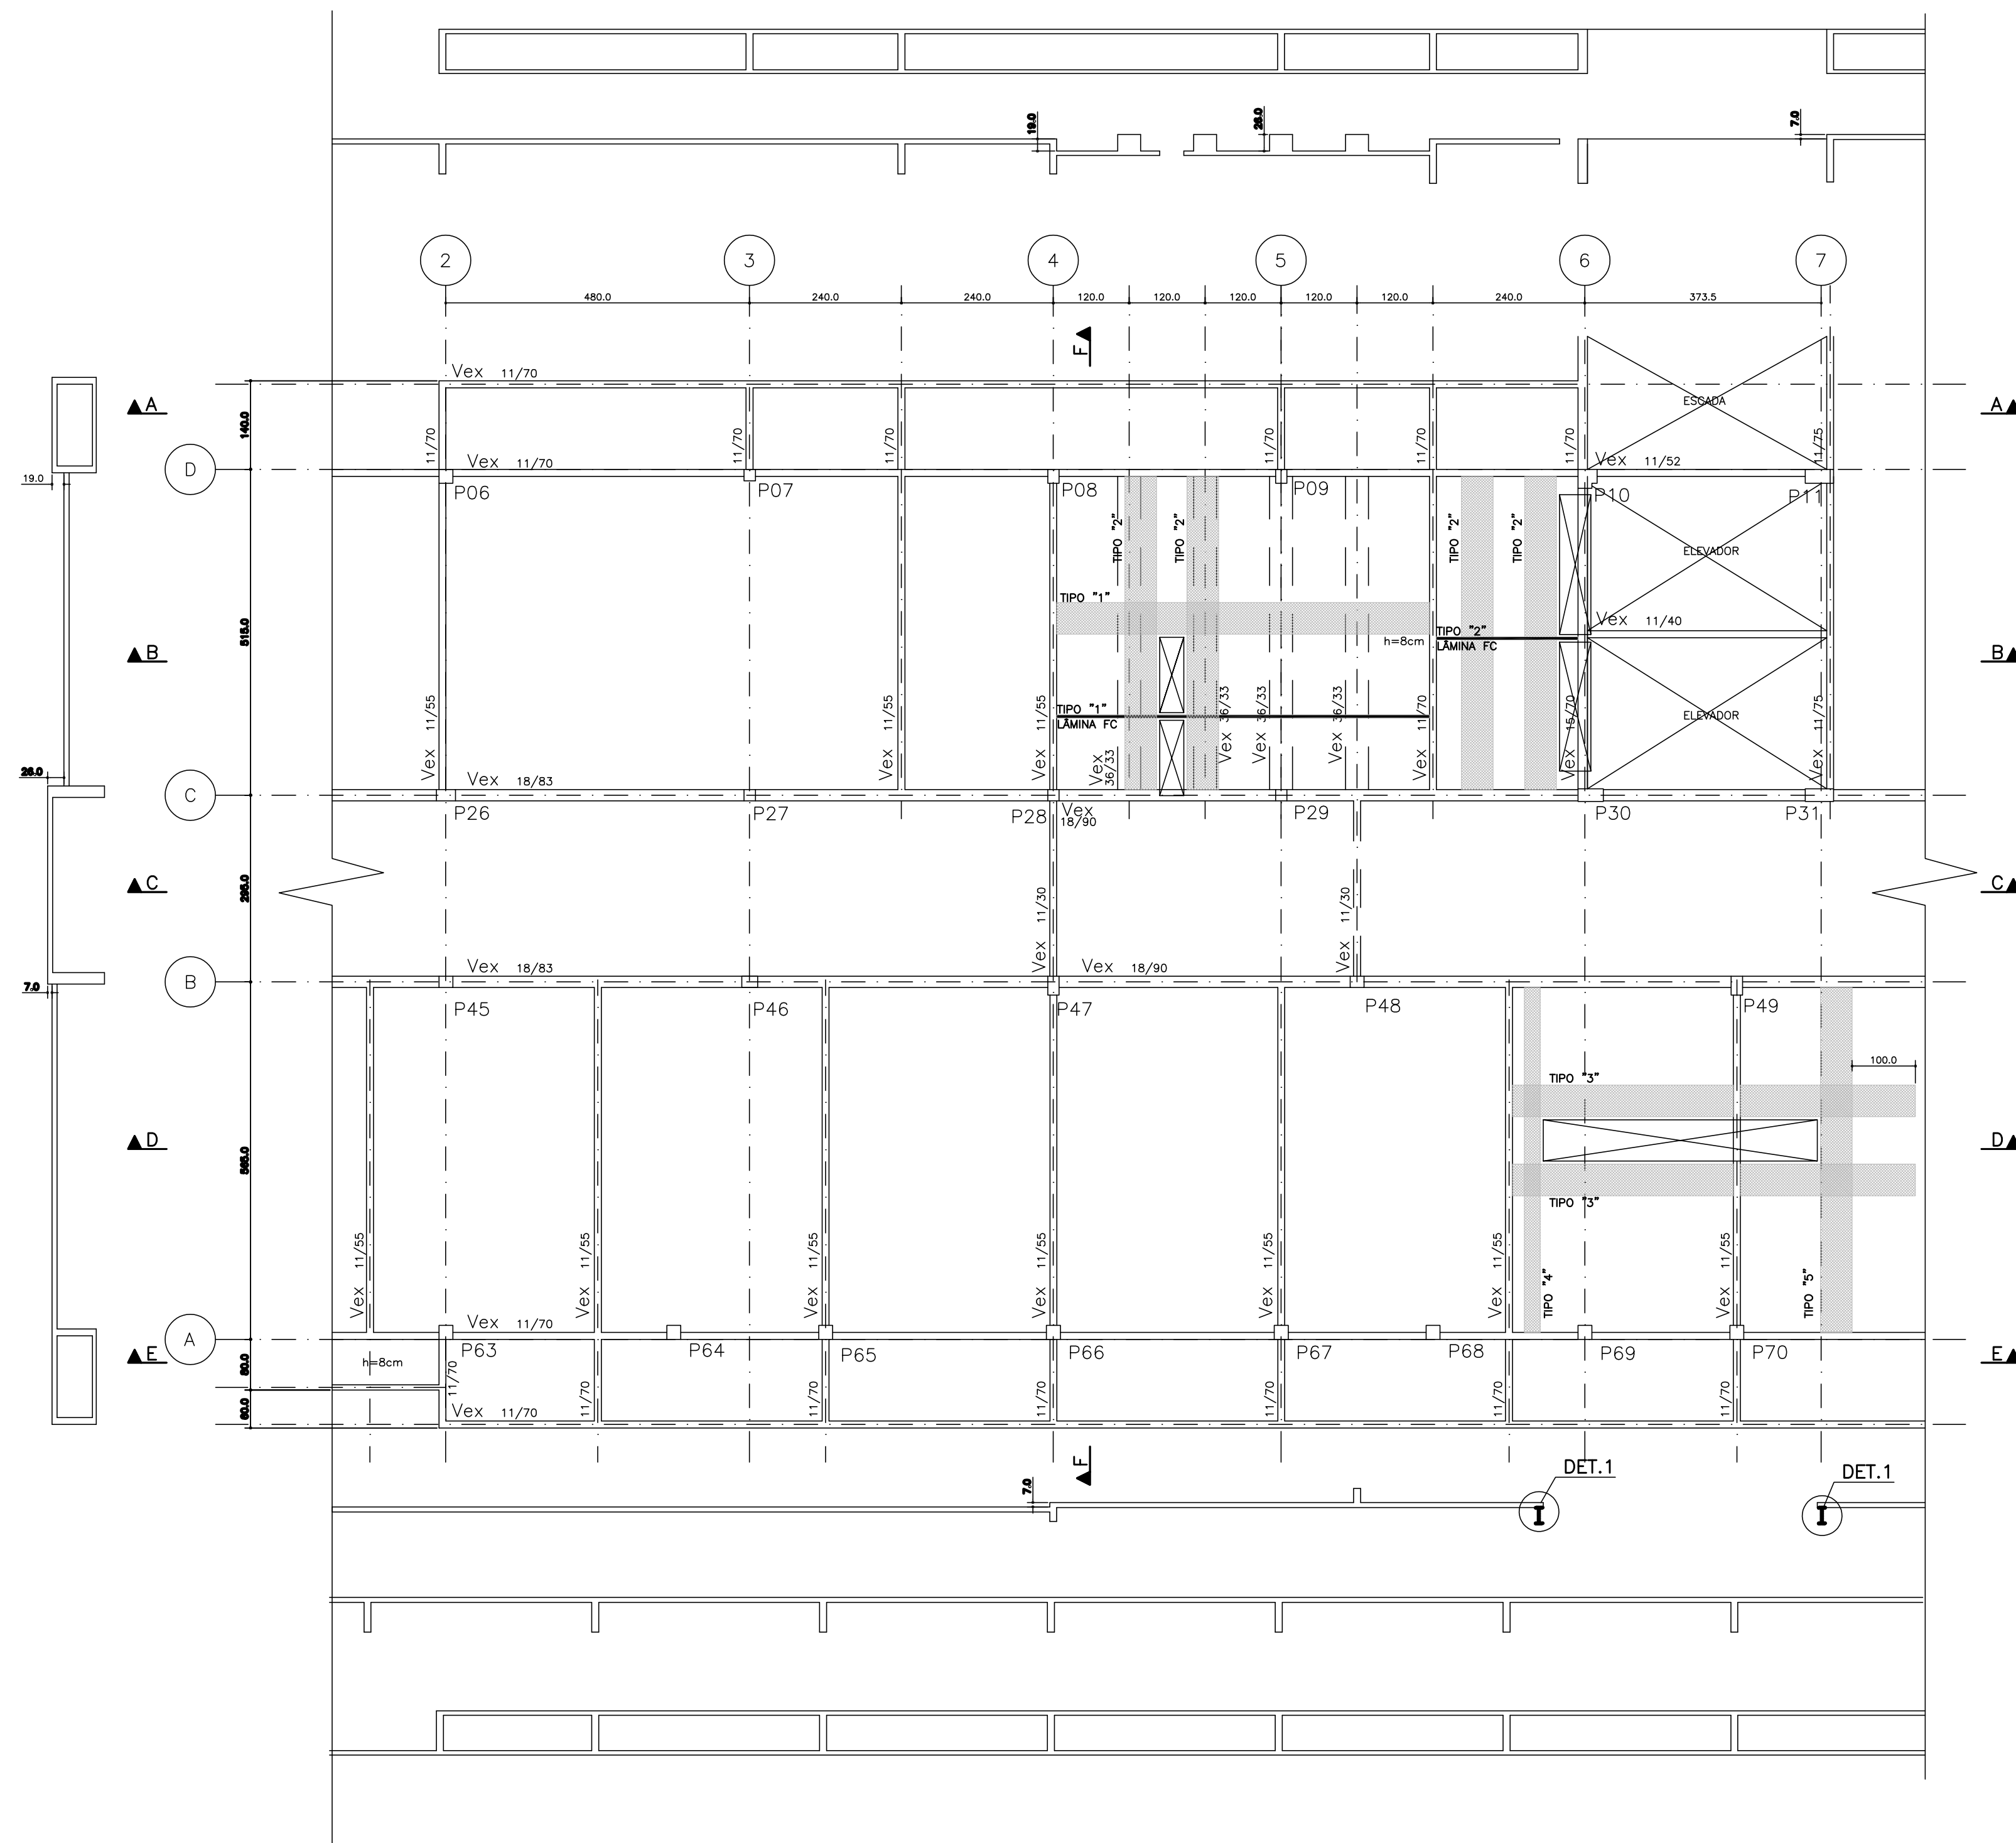 19.0
26.0
7.0
2
3
4
5
6
7
480.0
240.0
240.0
120.0
120.0
120.0
120.0
120.0
240.0
373.5
F
Vex 11/70
A
A
140.0
ESCADA
11/70
11/70
11/70
11/70
11/70
11/70
11/75
D
Vex 11/70
Vex 11/52
19.0
P06
P07
P08
P09
P10
P11
TIPO "2"
TIPO "2"
TIPO "2"
TIPO "2"
ELEVADOR
TIPO "1"
515.0
Vex 11/40
TIPO "2"
h=8cm
LÂMINA FC
B
B
TIPO "1"
LÂMINA FC
ELEVADOR
Vex 11/55
Vex 11/55
Vex 11/55
Vex 36/33
Vex 36/33
Vex 36/33
Vex 36/33
Vex 11/70
Vex 15/70
Vex 11/75
26.0
Vex 18/83
C
P26
P27
P28
Vex
18/90
P29
P30
P31
C
C
295.0
Vex 11/30
Vex 11/30
Vex 18/83
Vex 18/90
B
7.0
P45
P46
P47
P48
P49
100.0
TIPO "3"
D
D
565.0
TIPO "3"
Vex 11/55
Vex 11/55
Vex 11/55
Vex 11/55
Vex 11/55
Vex 11/55
TIPO "4"
Vex 11/55
TIPO "5"
Vex 11/70
A
P63
P64
P65
P66
P67
P68
P69
P70
E
E
h=8cm
80.0
11/70
11/70
11/70
11/70
11/70
11/70
11/70
60.0
Vex 11/70
F
DET.1
DET.1
7.0
I
I